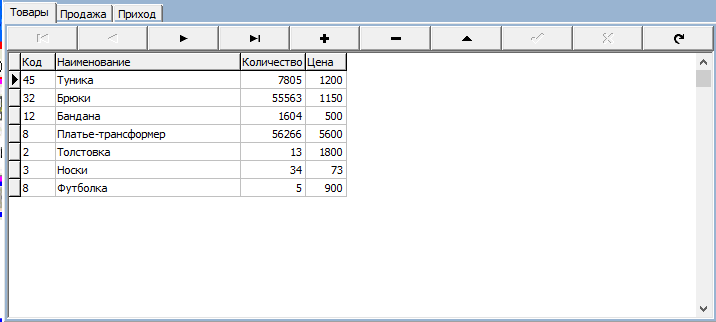 Товары Продажа Приход
Код Наименование Количество Цена
45 Туника 7805 1200
32 Брюки 55563 1150
12 Бандана 1604 500
8 Платье-трансформер 56266 5600
2 Толстовка 13 1800
3 Носки 34 73
8 Футболка 5 900